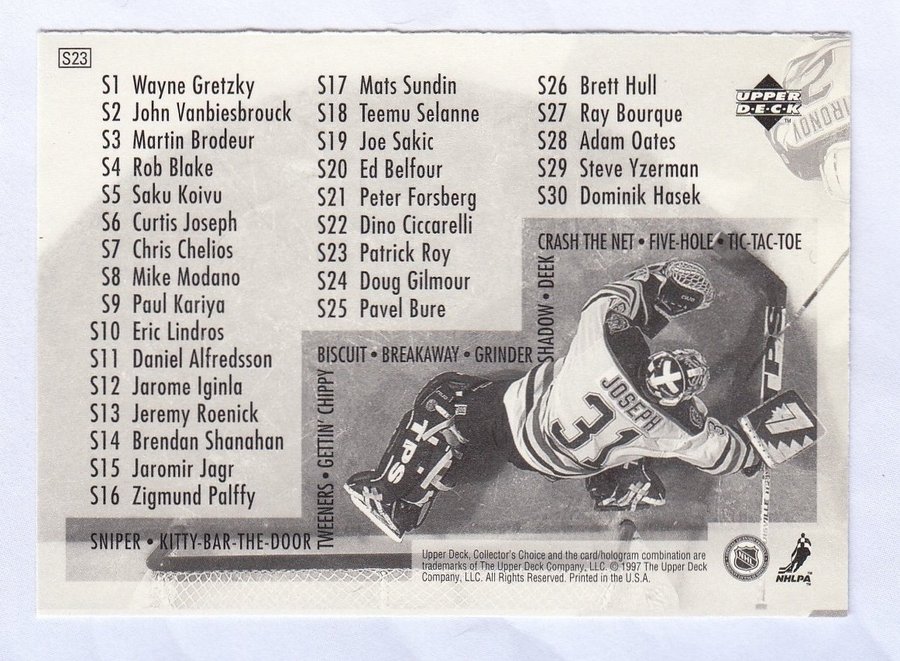 S23
S1 Wayne Gretzky
S2 John Vanbiesbrouck
S3 Martin Brodeur
S4 Rob Blake
S5 Saku Koivu
S6 Curtis Joseph
S7 Chris Chelios
S8 Mike Modano
S9 Paul Kariya
S10 Eric Lindros
S11 Daniel Alfredsson
S12 Jarome Iginla
S13 Jeremy Roenick
S14 Brendan Shanahan
S15 Jaromir Jagr
S16 Zigmund Palffy
S17 Mats Sundin
S18 Teemu Selanne
S19 Joe Sakic
S20 Ed Belfour
S21 Peter Forsberg
S22 Dino Ciccarelli
S23 Patrick Roy
S24 Doug Gilmour
S25 Pavel Bure
S26 Brett Hull
S27 Ray Bourque
S28 Adam Oates
S29 Steve Yzerman
S30 Dominik Hasek
UPPER
D·E·C·K
TM
SNIPER • KITTY-BAR-THE-DOOR
TWEENERS • GETTIN' CHIPPY
BISCUIT • BREAKAWAY • GRINDER
SHADOW • DEEK
CRASH THE NET • FIVE-HOLE • TIC-TAC-TOE
JOSEPH
31
TPS
TPS
Upper Deck, Collector's Choice and the card/hologram combination are
trademarks of The Upper Deck Company, LLC. © 1997 The Upper Deck
Company, LLC. All Rights Reserved. Printed in the U.S.A.
NHL
NHLPA